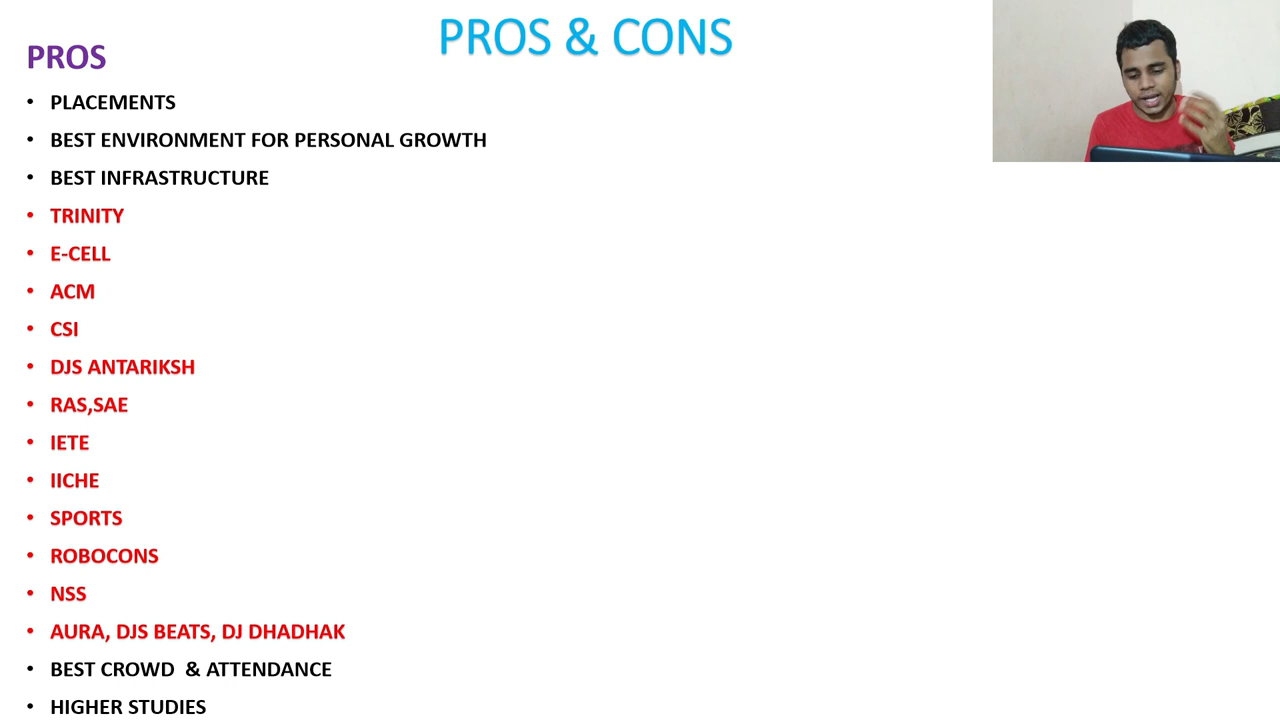 PROS & CONS
PROS
• PLACEMENTS
• BEST ENVIRONMENT FOR PERSONAL GROWTH
• BEST INFRASTRUCTURE
• TRINITY
• E-CELL
• ACM
• CSI
• DJS ANTARIKSH
• RAS,SAE
• IETE
• IICHE
• SPORTS
• ROBOCONS
• NSS
• AURA, DJS BEATS, DJ DHADHAK
• BEST CROWD & ATTENDANCE
• HIGHER STUDIES